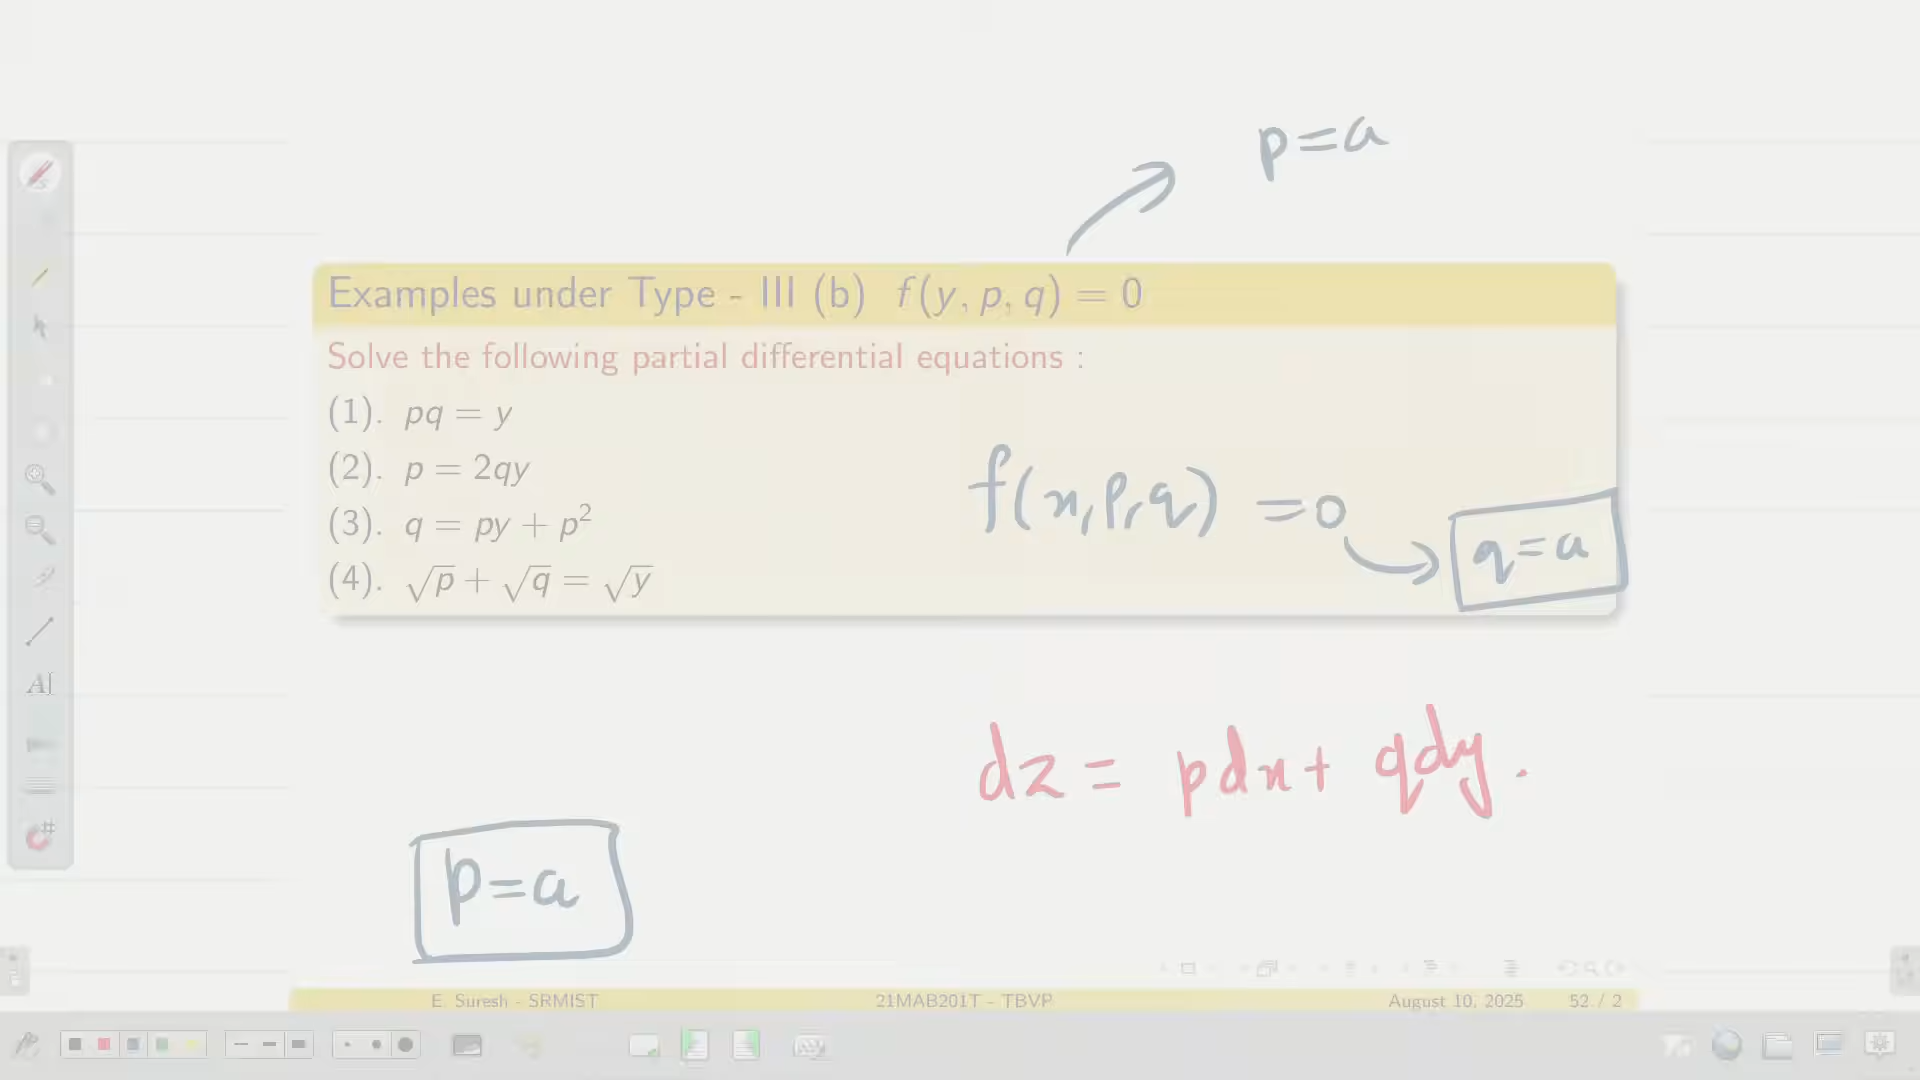 p=a
Examples under Type - III (b) f(y, p, q) = 0
Solve the following partial differential equations :
(1). pq = y
(2). p = 2qy
(3). q = py + p²
(4). √p + √q = √y
f(x,p,q) =0
q=a
dz = pdx+ qdy.
p=a
E. Suresh - SRMIST 21MAB201T - TBVP August 10, 2025 52 / 2